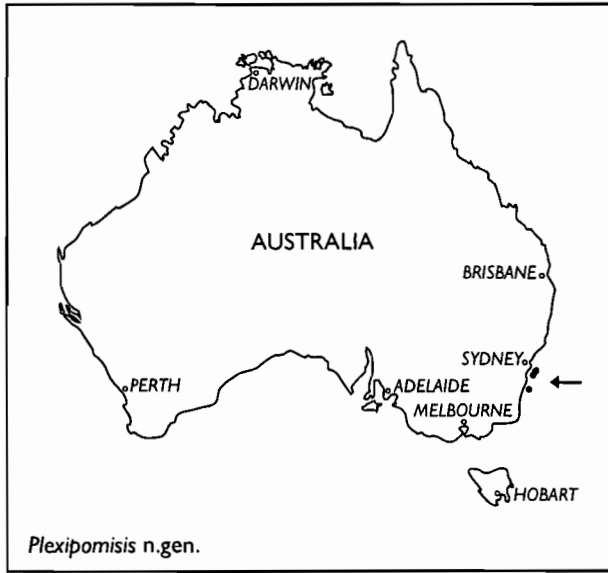 DARWIN
AUSTRALIA
BRISBANE
SYDNEY
PERTH
ADELAIDE
MELBOURNE
HOBART
Plexipomisis n.gen.